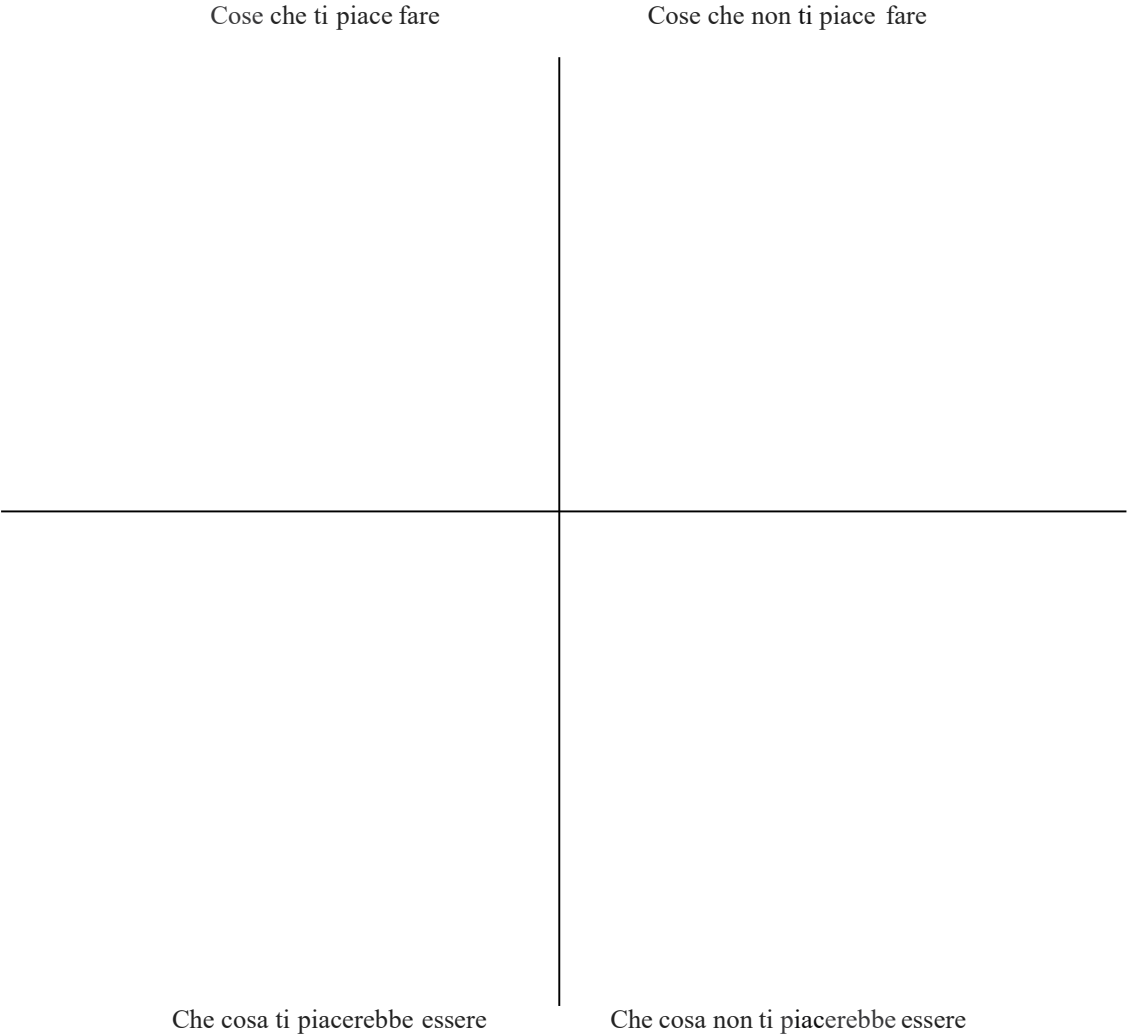 Cose che ti piace fare
Cose che non ti piace fare
Che cosa ti piacerebbe essere
Che cosa non ti piacerebbe essere